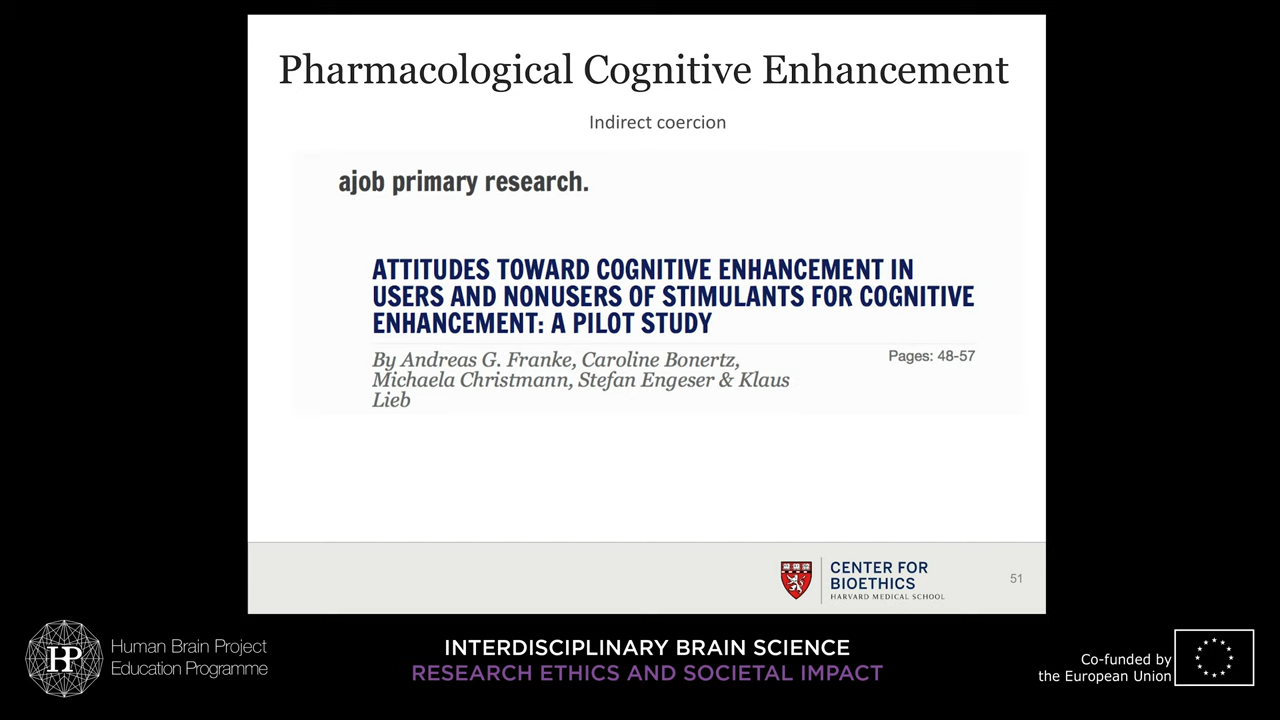 Pharmacological Cognitive Enhancement
Indirect coercion
ajob primary research.
ATTITUDES TOWARD COGNITIVE ENHANCEMENT IN
USERS AND NONUSERS OF STIMULANTS FOR COGNITIVE
ENHANCEMENT: A PILOT STUDY
By Andreas G. Franke, Caroline Bonertz,
Michaela Christmann, Stefan Engeser & Klaus
Lieb
Pages: 48-57
CENTER FOR
BIOETHICS
HARVARD MEDICAL SCHOOL
51
HBP
Human Brain Project
Education Programme
INTERDISCIPLINARY BRAIN SCIENCE
RESEARCH ETHICS AND SOCIETAL IMPACT
Co-funded by
the European Union